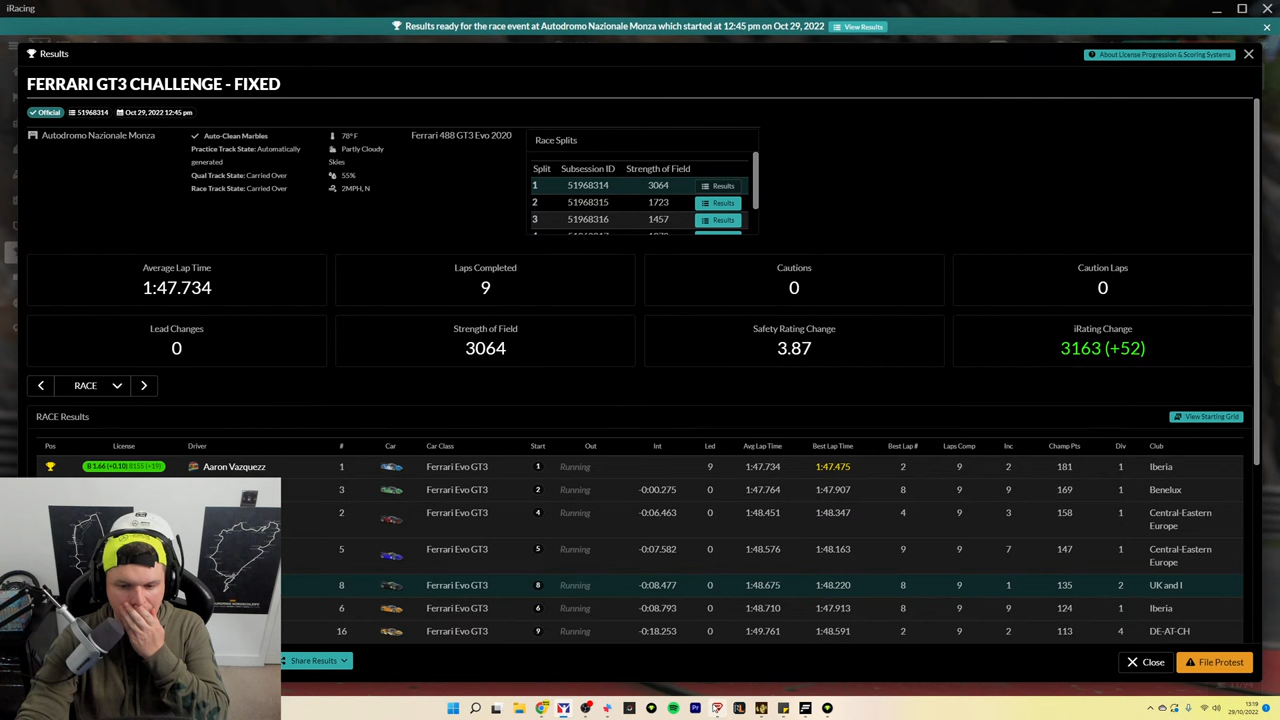 iRacing
Results ready for the race event at Autodromo Nazionale Monza which started at 12:45 pm on Oct 29, 2022 View Results
Results
About License Progression & Scoring Systems
FERRARI GT3 CHALLENGE - FIXED
Official 51968314 Oct 29, 2022 12:45 pm
Autodromo Nazionale Monza
Auto-Clean Marbles
Practice Track State: Automatically
generated
Qual Track State: Carried Over
Race Track State: Carried Over
78° F
Partly Cloudy
Skies
55%
2MPH, N
Ferrari 488 GT3 Evo 2020
Race Splits
Split Subsession ID Strength of Field
1 51968314 3064 Results
2 51968315 1723 Results
3 51968316 1457 Results
Average Lap Time
1:47.734
Laps Completed
9
Cautions
0
Caution Laps
0
Lead Changes
0
Strength of Field
3064
Safety Rating Change
3.87
iRating Change
3163 (+52)
RACE
RACE Results
View Starting Grid
Pos License Driver # Car Car Class Start Out Int Led Avg Lap Time Best Lap Time Best Lap # Laps Comp Inc Champ Pts Div Club
B 1.66 (+0.10) 8155 (+19) Aaron Vazquezz 1 Ferrari Evo GT3 1 Running 9 1:47.734 1:47.475 2 9 2 181 1 Iberia
3 Ferrari Evo GT3 2 Running -0:00.275 0 1:47.764 1:47.907 8 9 9 169 1 Benelux
2 Ferrari Evo GT3 4 Running -0:06.463 0 1:48.451 1:48.347 4 9 3 158 1 Central-Eastern
Europe
5 Ferrari Evo GT3 5 Running -0:07.582 0 1:48.576 1:48.163 9 9 7 147 1 Central-Eastern
Europe
8 Ferrari Evo GT3 8 Running -0:08.477 0 1:48.675 1:48.220 8 9 1 135 2 UK and I
6 Ferrari Evo GT3 6 Running -0:08.793 0 1:48.710 1:47.913 8 9 9 124 1 Iberia
16 Ferrari Evo GT3 9 Running -0:18.253 0 1:49.761 1:48.591 2 9 9 113 4 DE-AT-CH
Share Results
Close
File Protest
13:19
29/10/2022